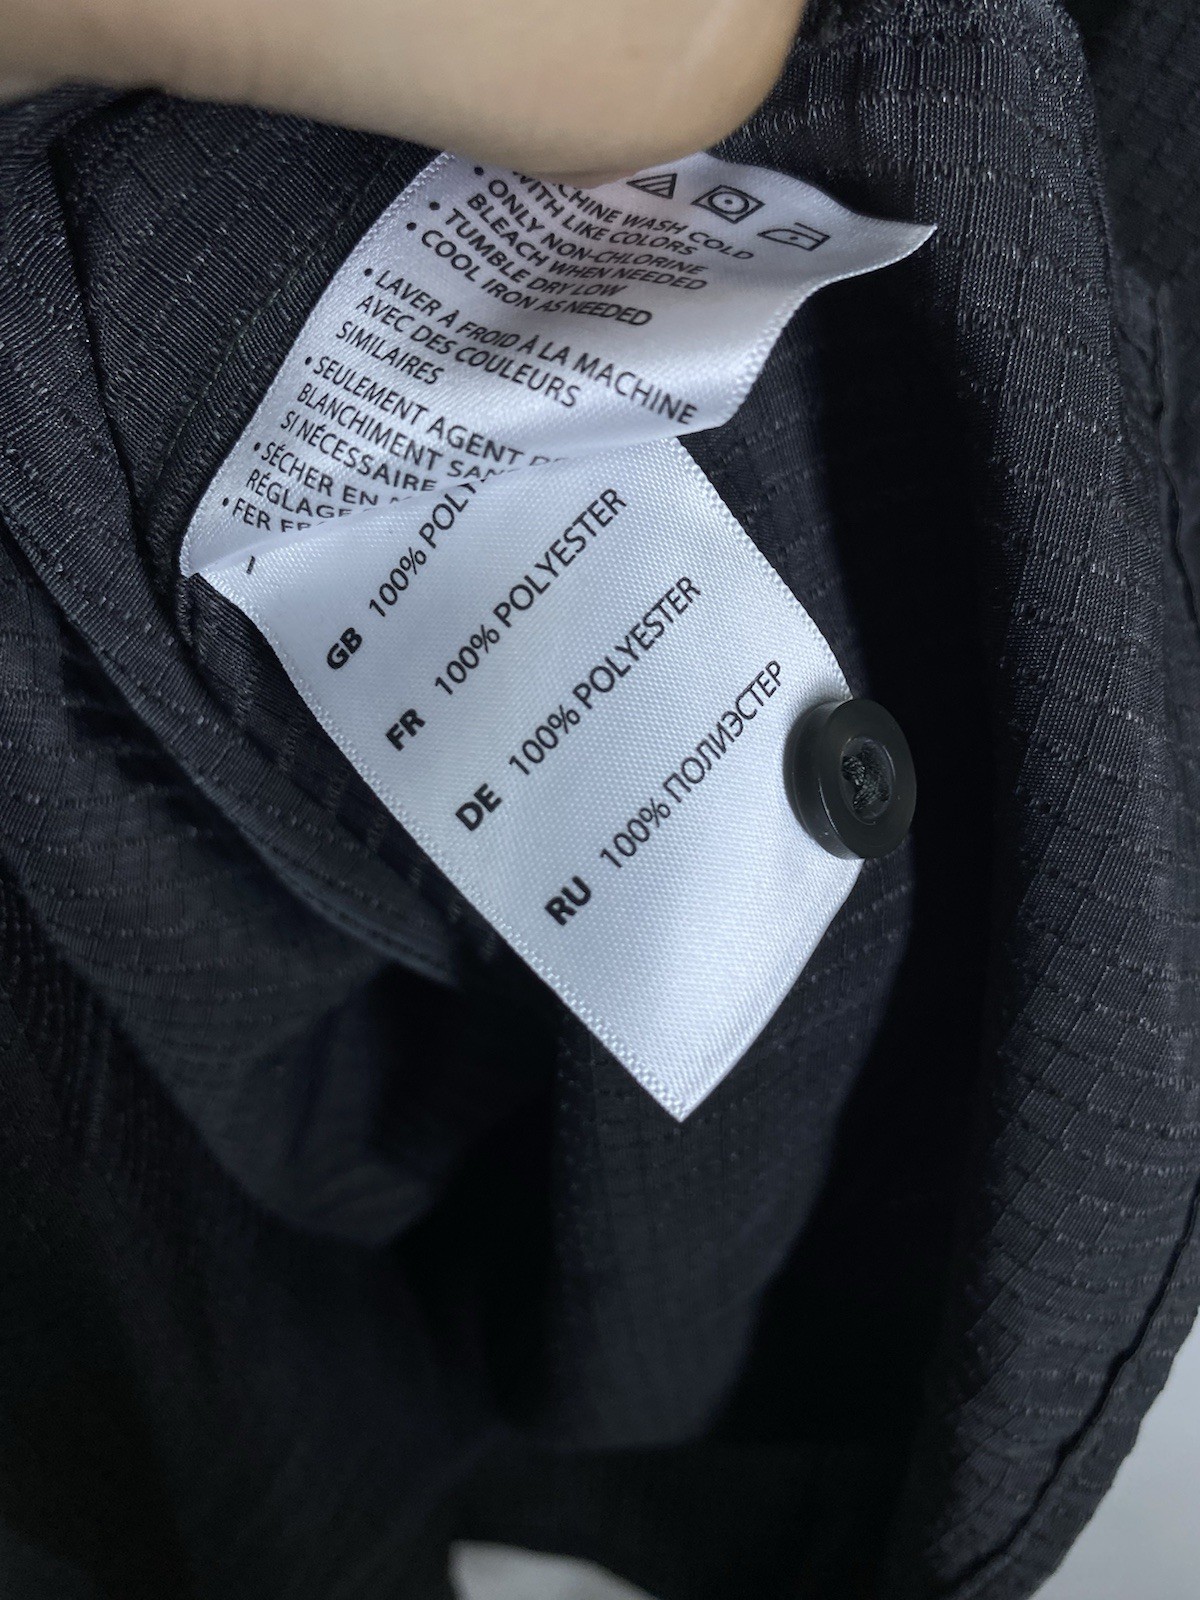 WASH COLD
WITH LIKE COLORS
• ONLY NON-CHLORINE
BLEACH WHEN NEEDED
• TUMBLE DRY LOW
• COOL IRON AS NEEDED
• LAVER À FROID À LA MACHINE
AVEC DES COULEURS
SIMILAIRES
• SEULEMENT AGENT
BLANCHIMENT
SI NÉCESSAIRE
• SÉCHER EN
RÉGLAGE
• FER
GB 100%
FR 100% POLYESTER
DE 100% POLYESTER
RU 100% ПОЛИЭСТЕР